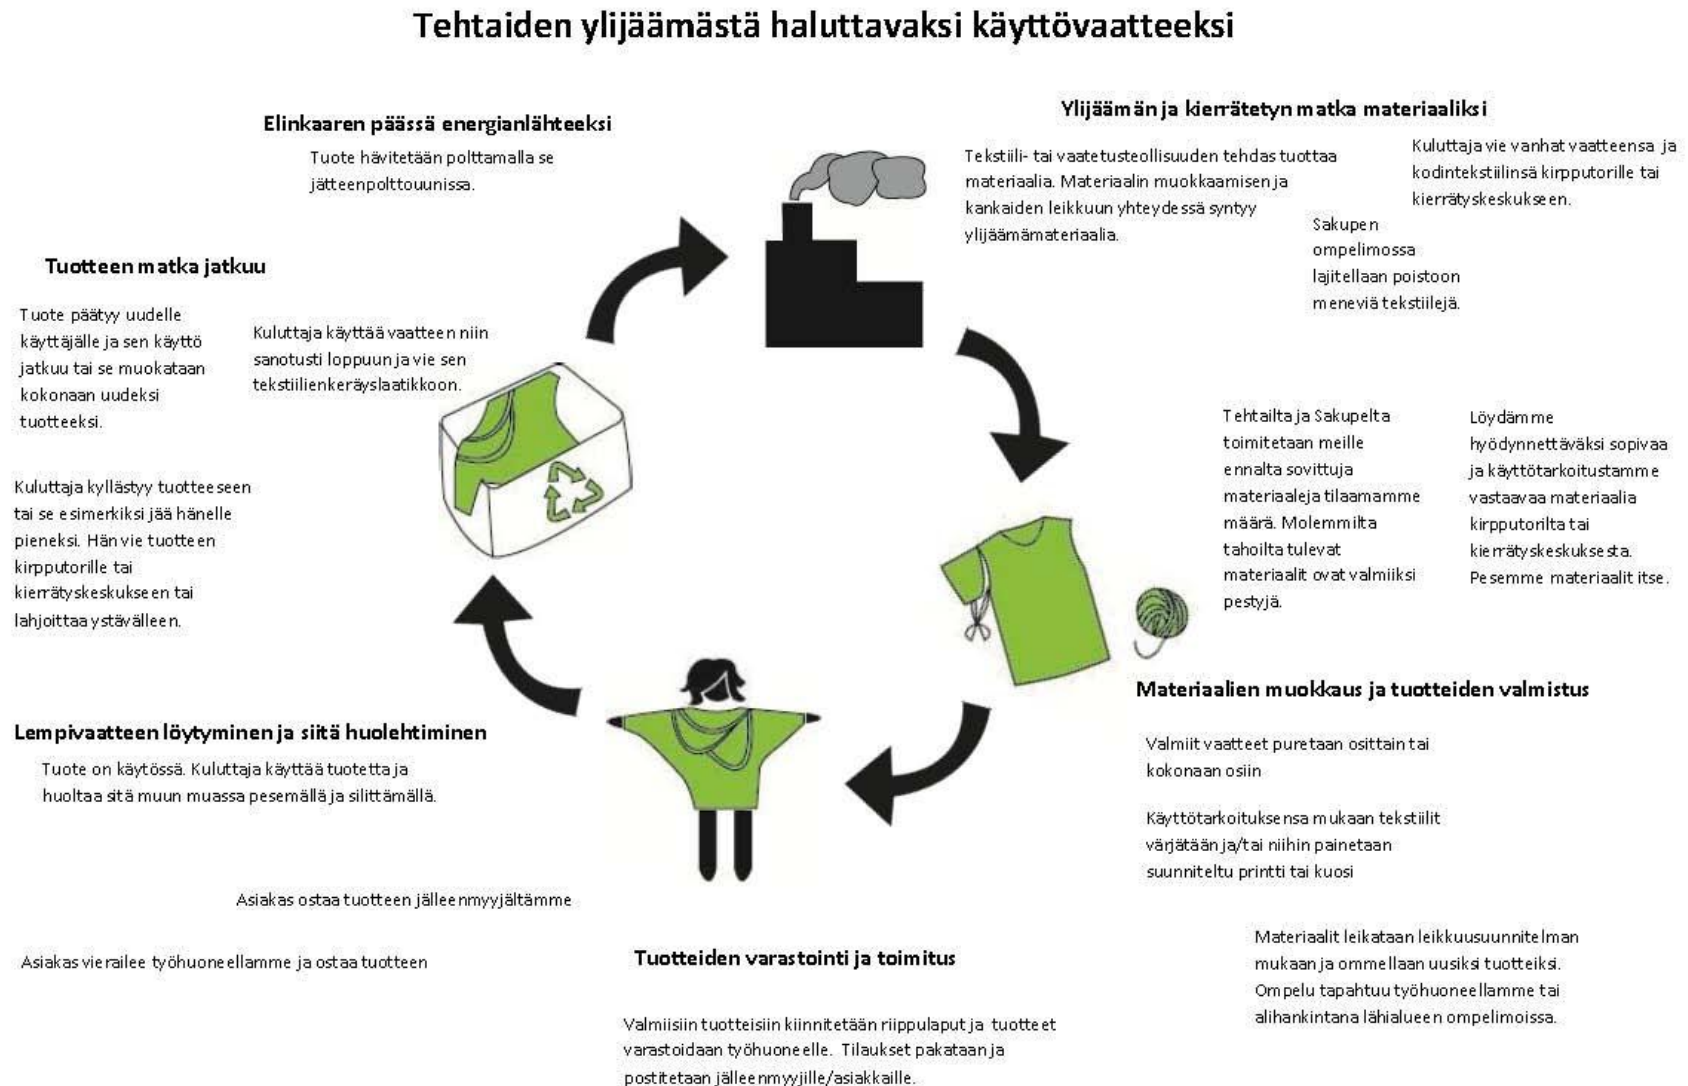 Tehtaiden ylijäämästä haluttavaksi käyttövaatteeksi
Ylijäämän ja kierrätetyn matka materiaaliksi
Tekstiili- tai vaatetusteollisuuden tehdas tuottaa
materiaalia. Materiaalin muokkaamisen ja
kankaiden leikkuun yhteydessä syntyy
ylijäämämateriaalia.
Kuluttaja vie vanhat vaatteensa ja
kodintekstiilinsä kirpputorille tai
kierrätyskeskukseen.
Sakupen
ompelimossa
lajitellaan poistoon
meneviä tekstiilejä.
Tehtailta ja Sakupelta
toimitetaan meille
ennalta sovittuja
materiaaleja tilaamamme
määrä. Molemmilta
tahoilta tulevat
materiaalit ovat valmiiksi
pestyjä.
Löydämme
hyödynnettäväksi sopivaa
ja käyttötarkoitustamme
vastaavaa materiaalia
kirpputorilta tai
kierrätyskeskuksesta.
Pesemme materiaalit itse.
Materiaalien muokkaus ja tuotteiden valmistus
Valmiit vaatteet puretaan osittain tai
kokonaan osiin
Käyttötarkoituksensa mukaan tekstiilit
värjätään ja/tai niihin painetaan
suunniteltu printti tai kuosi
Materiaalit leikataan leikkuusuunnitelman
mukaan ja ommellaan uusiksi tuotteiksi.
Ompelu tapahtuu työhuoneellamme tai
alihankintana lähialueen ompelimoissa.
Tuotteiden varastointi ja toimitus
Valmiisiin tuotteisiin kiinnitetään riippulaput ja tuotteet
varastoidaan työhuoneelle. Tilaukset pakataan ja
postitetaan jälleenmyyjille/asiakkaille.
Lempivaatteen löytyminen ja siitä huolehtiminen
Tuote on käytössä. Kuluttaja käyttää tuotetta ja
huoltaa sitä muun muassa pesemällä ja silittämällä.
Asiakas ostaa tuotteen jälleenmyyjältämme
Asiakas vierailee työhuoneellamme ja ostaa tuotteen
Tuotteen matka jatkuu
Tuote päätyy uudelle
käyttäjälle ja sen käyttö
jatkuu tai se muokataan
kokonaan uudeksi
tuotteeksi.
Kuluttaja käyttää vaatteen niin
sanotusti loppuun ja vie sen
tekstiilienkeräyslaatikkoon.
Kuluttaja kyllästyy tuotteeseen
tai se esimerkiksi jää hänelle
pieneksi. Hän vie tuotteen
kirpputorille tai
kierrätyskeskukseen tai
lahjoittaa ystävälleen.
Elinkaaren päässä energianlähteeksi
Tuote hävitetään polttamalla se
jätteenpolttouunissa.